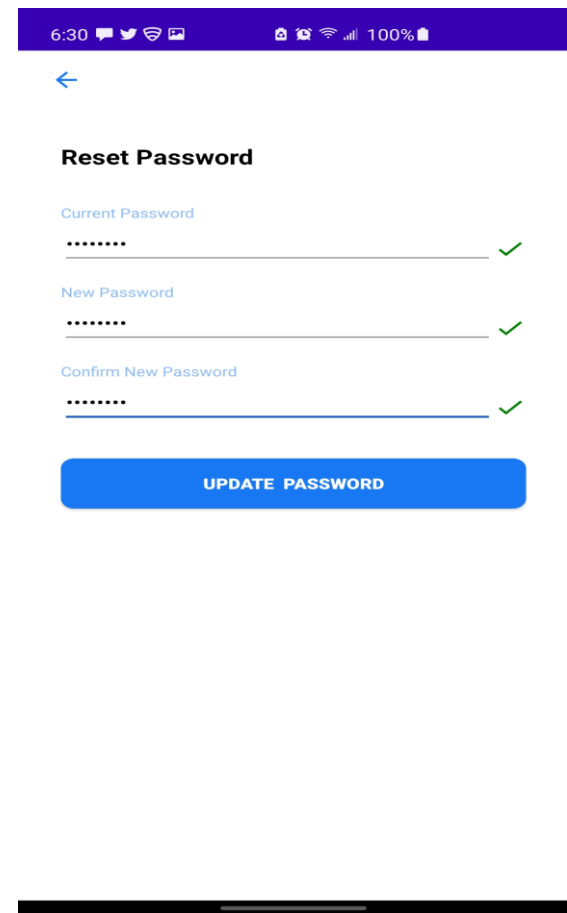 6:30 100%
Reset Password
Current Password
••••••••
New Password
••••••••
Confirm New Password
••••••••
UPDATE PASSWORD